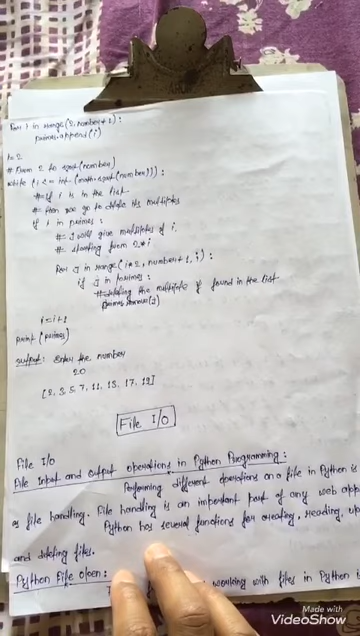 for i in range(2, number+1):
primes.append(i)
i=2
# From 2 to sqrt(number)
while (i <= int(math.sqrt(number))):
# If i is in the list
# then we go to delete its multiples
if i in primes:
# j will give multiples of i,
# starting from 2*i
for j in range(i*2, number+1, i):
if j in primes:
# deleting the multiple if found in the list
primes.remove(j)
i=i+1
print (primes)
output: Enter the number
20
[2, 3, 5, 7, 11, 13, 17, 19]
File I/O
File I/O
File Input and output operations in Python Programming:
Performing different operations on a file in Python is
as file handling. File handling is an important part of any web app
Python has several functions for creating, reading, up
and deleting files.
Python File Open:
working with files in Python is
Made with
VideoShow